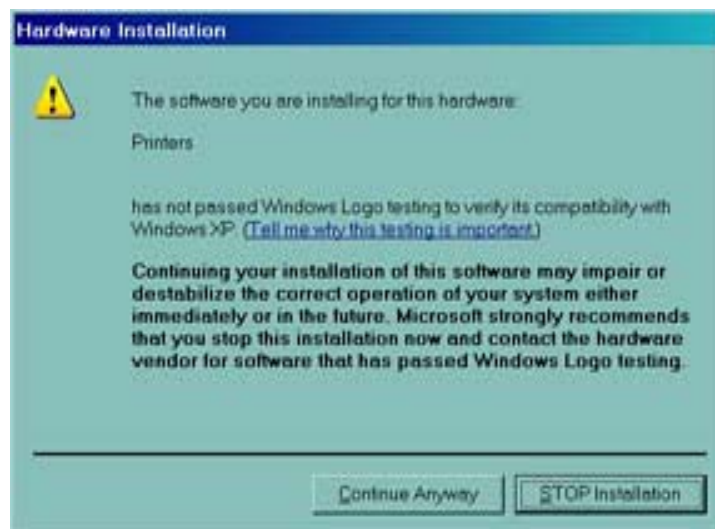 Hardware Installation
The software you are installing for this hardware:
Printers
has not passed Windows Logo testing to verify its compatibility with
Windows XP. (Tell me why this testing is important.)
Continuing your installation of this software may impair or
destabilize the correct operation of your system either
immediately or in the future. Microsoft strongly recommends
that you stop this installation now and contact the hardware
vendor for software that has passed Windows Logo testing.
Continue Anyway
STOP Installation